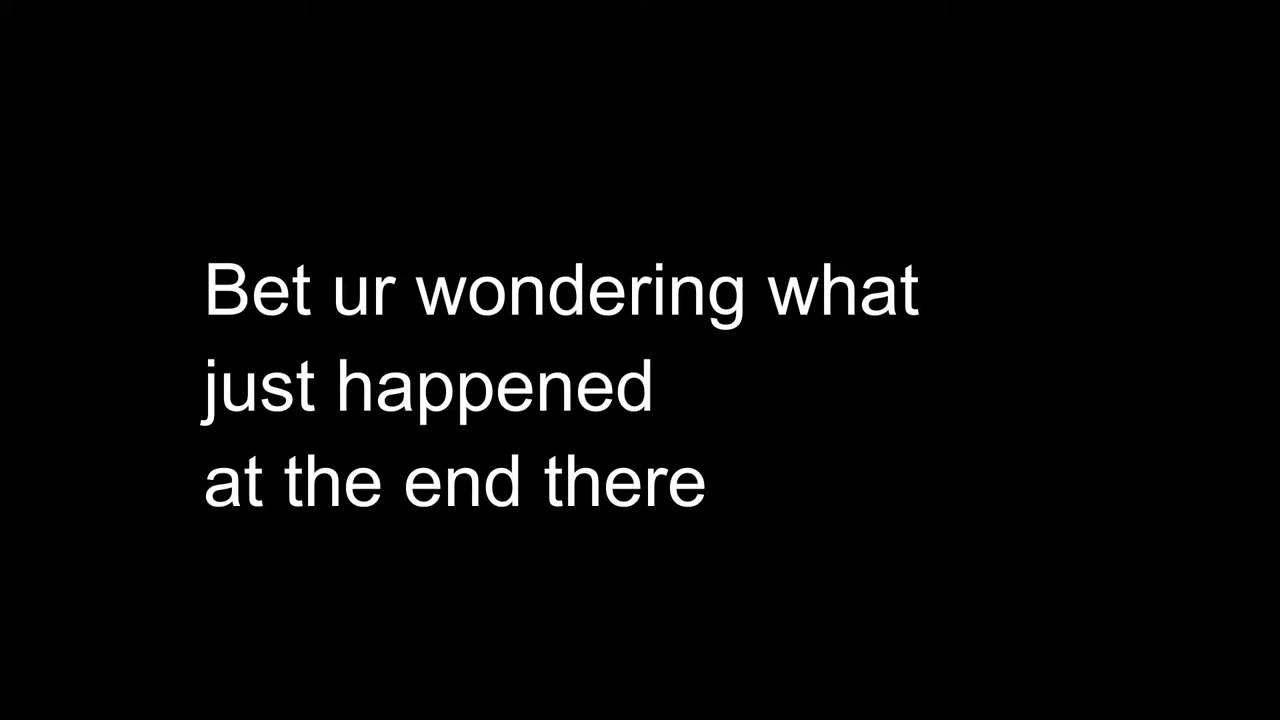 Bet ur wondering what
just happened
at the end there